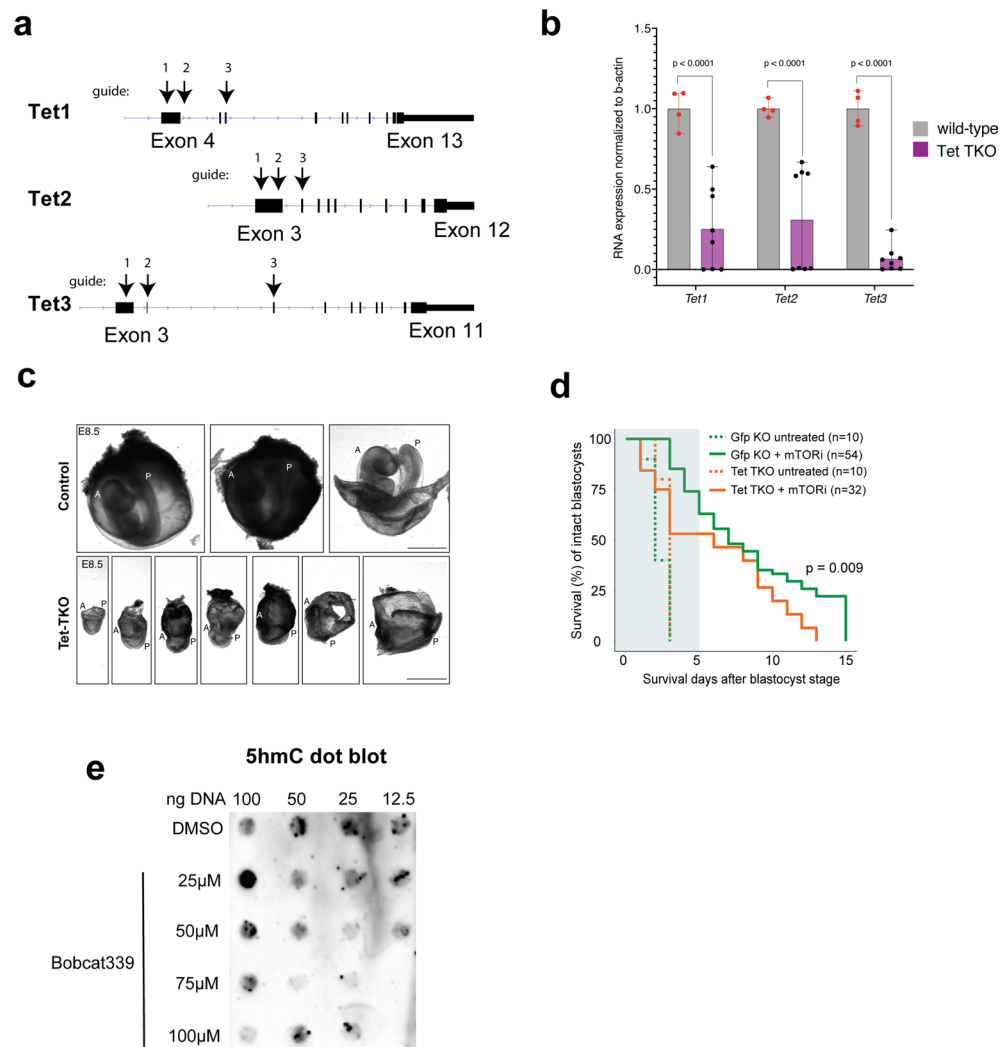 a
guide:
1 2 3
Tet1
Exon 4
Exon 13
guide:
1 2 3
Tet2
Exon 3
Exon 12
guide:
1 2 3
Tet3
Exon 3
Exon 11
b
RNA expression normalized to b-actin
1.5
1.0
0.5
0.0
p < 0.0001
p < 0.0001
p < 0.0001
Tet1
Tet2
Tet3
wild-type
Tet TKO
c
Control
E8.5
A
P
A
P
A
P
Tet-TKO
E8.5
A
P
A
P
A
P
A
P
A
P
A
P
A
P
d
Survival (%) of intact blastocysts
100
75
50
25
0
Gfp KO untreated (n=10)
Gfp KO + mTORi (n=54)
Tet TKO untreated (n=10)
Tet TKO + mTORi (n=32)
p = 0.009
0 5 10 15
Survival days after blastocyst stage
e
5hmC dot blot
ng DNA 100 50 25 12.5
DMSO
Bobcat339
25µM
50µM
75µM
100µM